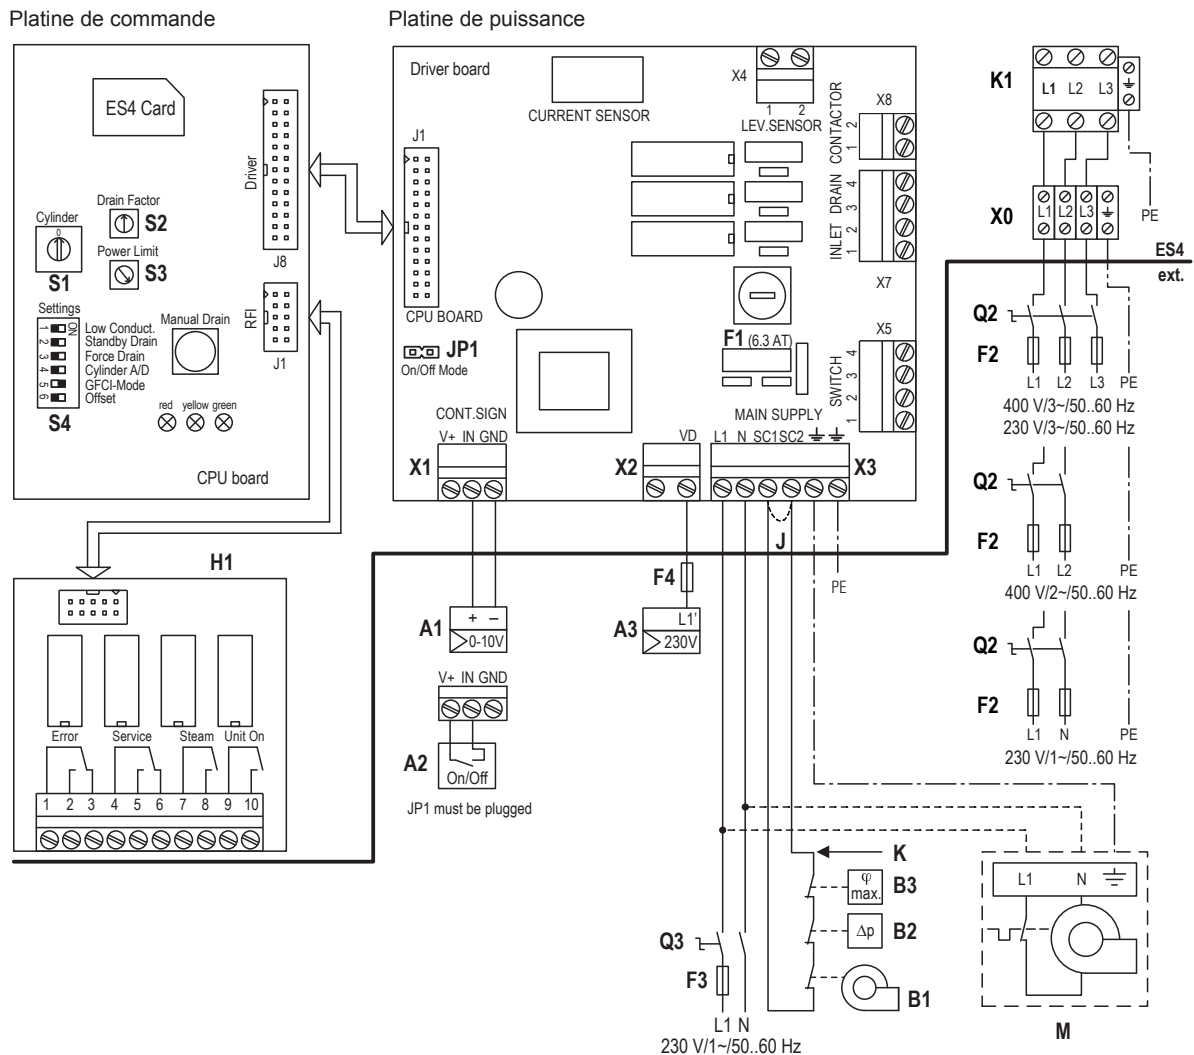 Platine de commande
Platine de puissance
ES4 Card
Driver
J8
Drain Factor
S2
Cylinder
0
S1
Power Limit
S3
Settings
ON
1 Low Conduct.
2 Standby Drain
3 Force Drain
4 Cylinder A/D
5 GFCI-Mode
6 Offset
S4
Manual Drain
RFI
J1
red yellow green
CPU board
Driver board
CURRENT SENSOR
X4
1 2
LEV.SENSOR
J1
CPU BOARD
JP1
On/Off Mode
X8
CONTACTOR
1 2
INLET DRAIN
1 2 3 4
X7
F1 (6.3 AT)
X5
SWITCH
1 2 3 4
CONT.SIGN
V+ IN GND
X1
VD
X2
MAIN SUPPLY
L1 N SC1SC2
X3
J
PE
K1
L1 L2 L3
PE
X0
L1 L2 L3
ES4
ext.
Q2
F2
L1 L2 L3 PE
400 V/3~/50..60 Hz
230 V/3~/50..60 Hz
Q2
F2
L1 L2 PE
400 V/2~/50..60 Hz
Q2
F2
L1 N PE
230 V/1~/50..60 Hz
H1
Error Service Steam Unit On
1 2 3 4 5 6 7 8 9 10
A1
+ −
0-10V
V+ IN GND
A2
On/Off
JP1 must be plugged
F4
A3
L1'
230V
K
φ
max.
B3
Δp
B2
B1
Q3
F3
L1 N
230 V/1~/50..60 Hz
L1 N
M